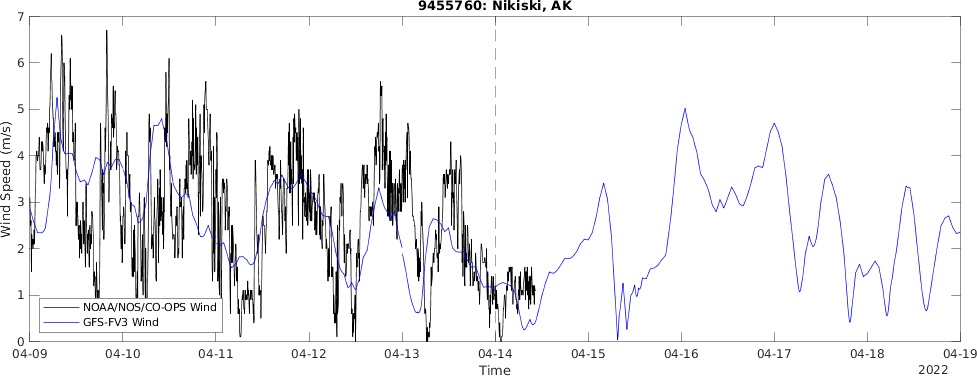 9455760: Nikiski, AK
Wind Speed (m/s)
7
6
5
4
3
2
1
0
NOAA/NOS/CO-OPS Wind
GFS-FV3 Wind
04-09 04-10 04-11 04-12 04-13 04-14 04-15 04-16 04-17 04-18 04-19
Time
2022